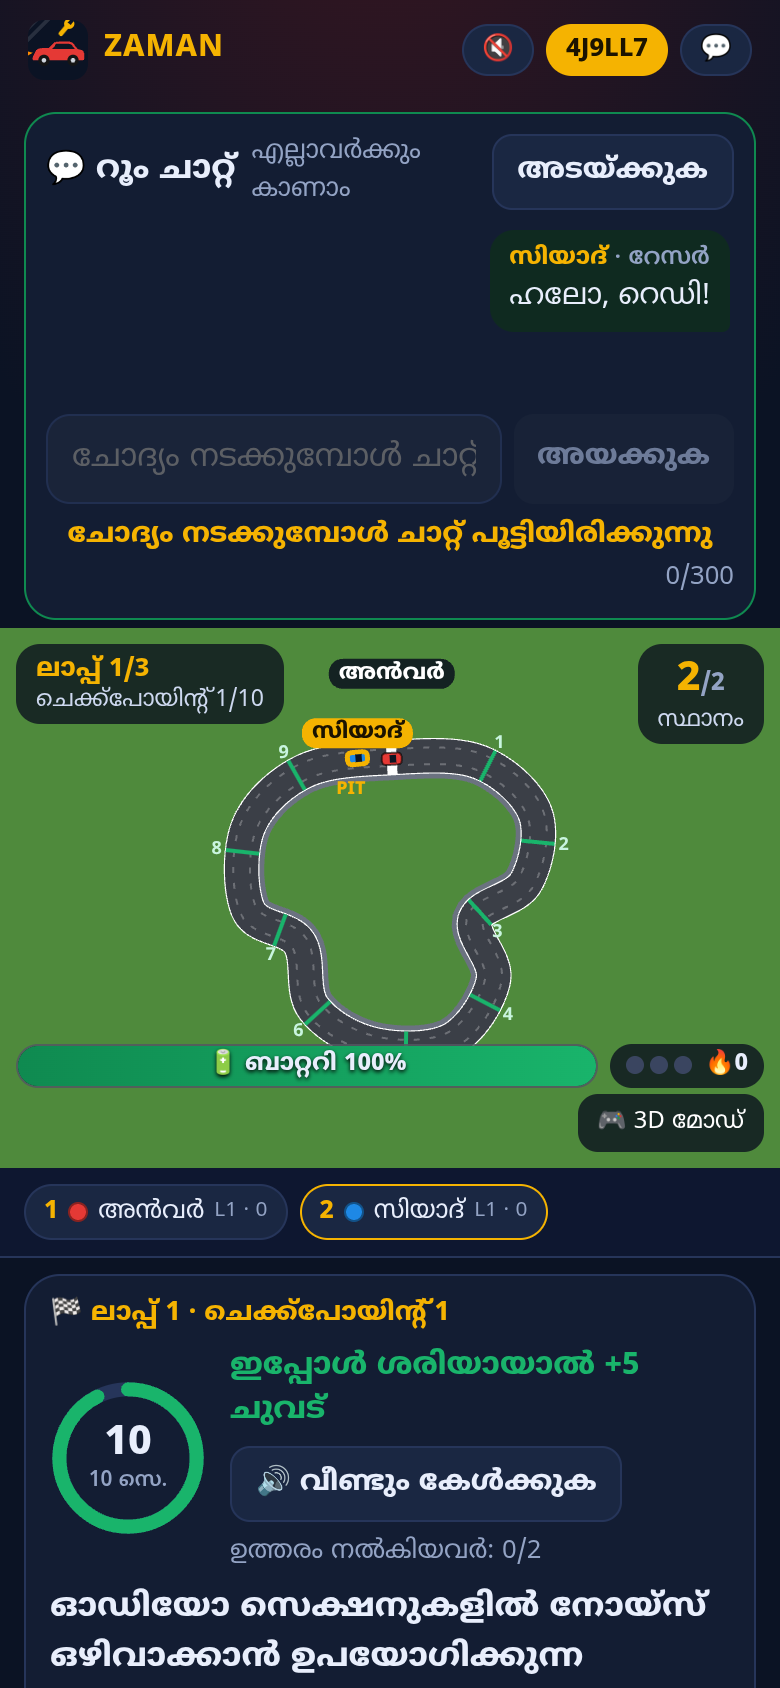 ZAMAN
4J9LL7
റൂം ചാറ്റ്
എല്ലാവർക്കും
കാണാം
അടയ്ക്കുക
സിയാദ് · റേസർ
ഹലോ, റെഡി!
ചോദ്യം നടക്കുമ്പോൾ ചാറ്റ്
അയക്കുക
ചോദ്യം നടക്കുമ്പോൾ ചാറ്റ് പൂട്ടിയിരിക്കുന്നു
0/300
ലാപ്പ് 1/3
ചെക്ക്പോയിന്റ് 1/10
അൻവർ
2/2
സ്ഥാനം
സിയാദ്
PIT
9
1
8
2
3
7
4
6
ബാറ്ററി 100%
0
3D മോഡ്
1 അൻവർ L1 · 0
2 സിയാദ് L1 · 0
ലാപ്പ് 1 · ചെക്ക്പോയിന്റ് 1
ഇപ്പോൾ ശരിയായാൽ +5
ചുവട്
10
10 സെ.
വീണ്ടും കേൾക്കുക
ഉത്തരം നൽകിയവർ: 0/2
ഓഡിയോ സെക്ഷനുകളിൽ നോയ്സ്
ഒഴിവാക്കാൻ ഉപയോഗിക്കുന്ന